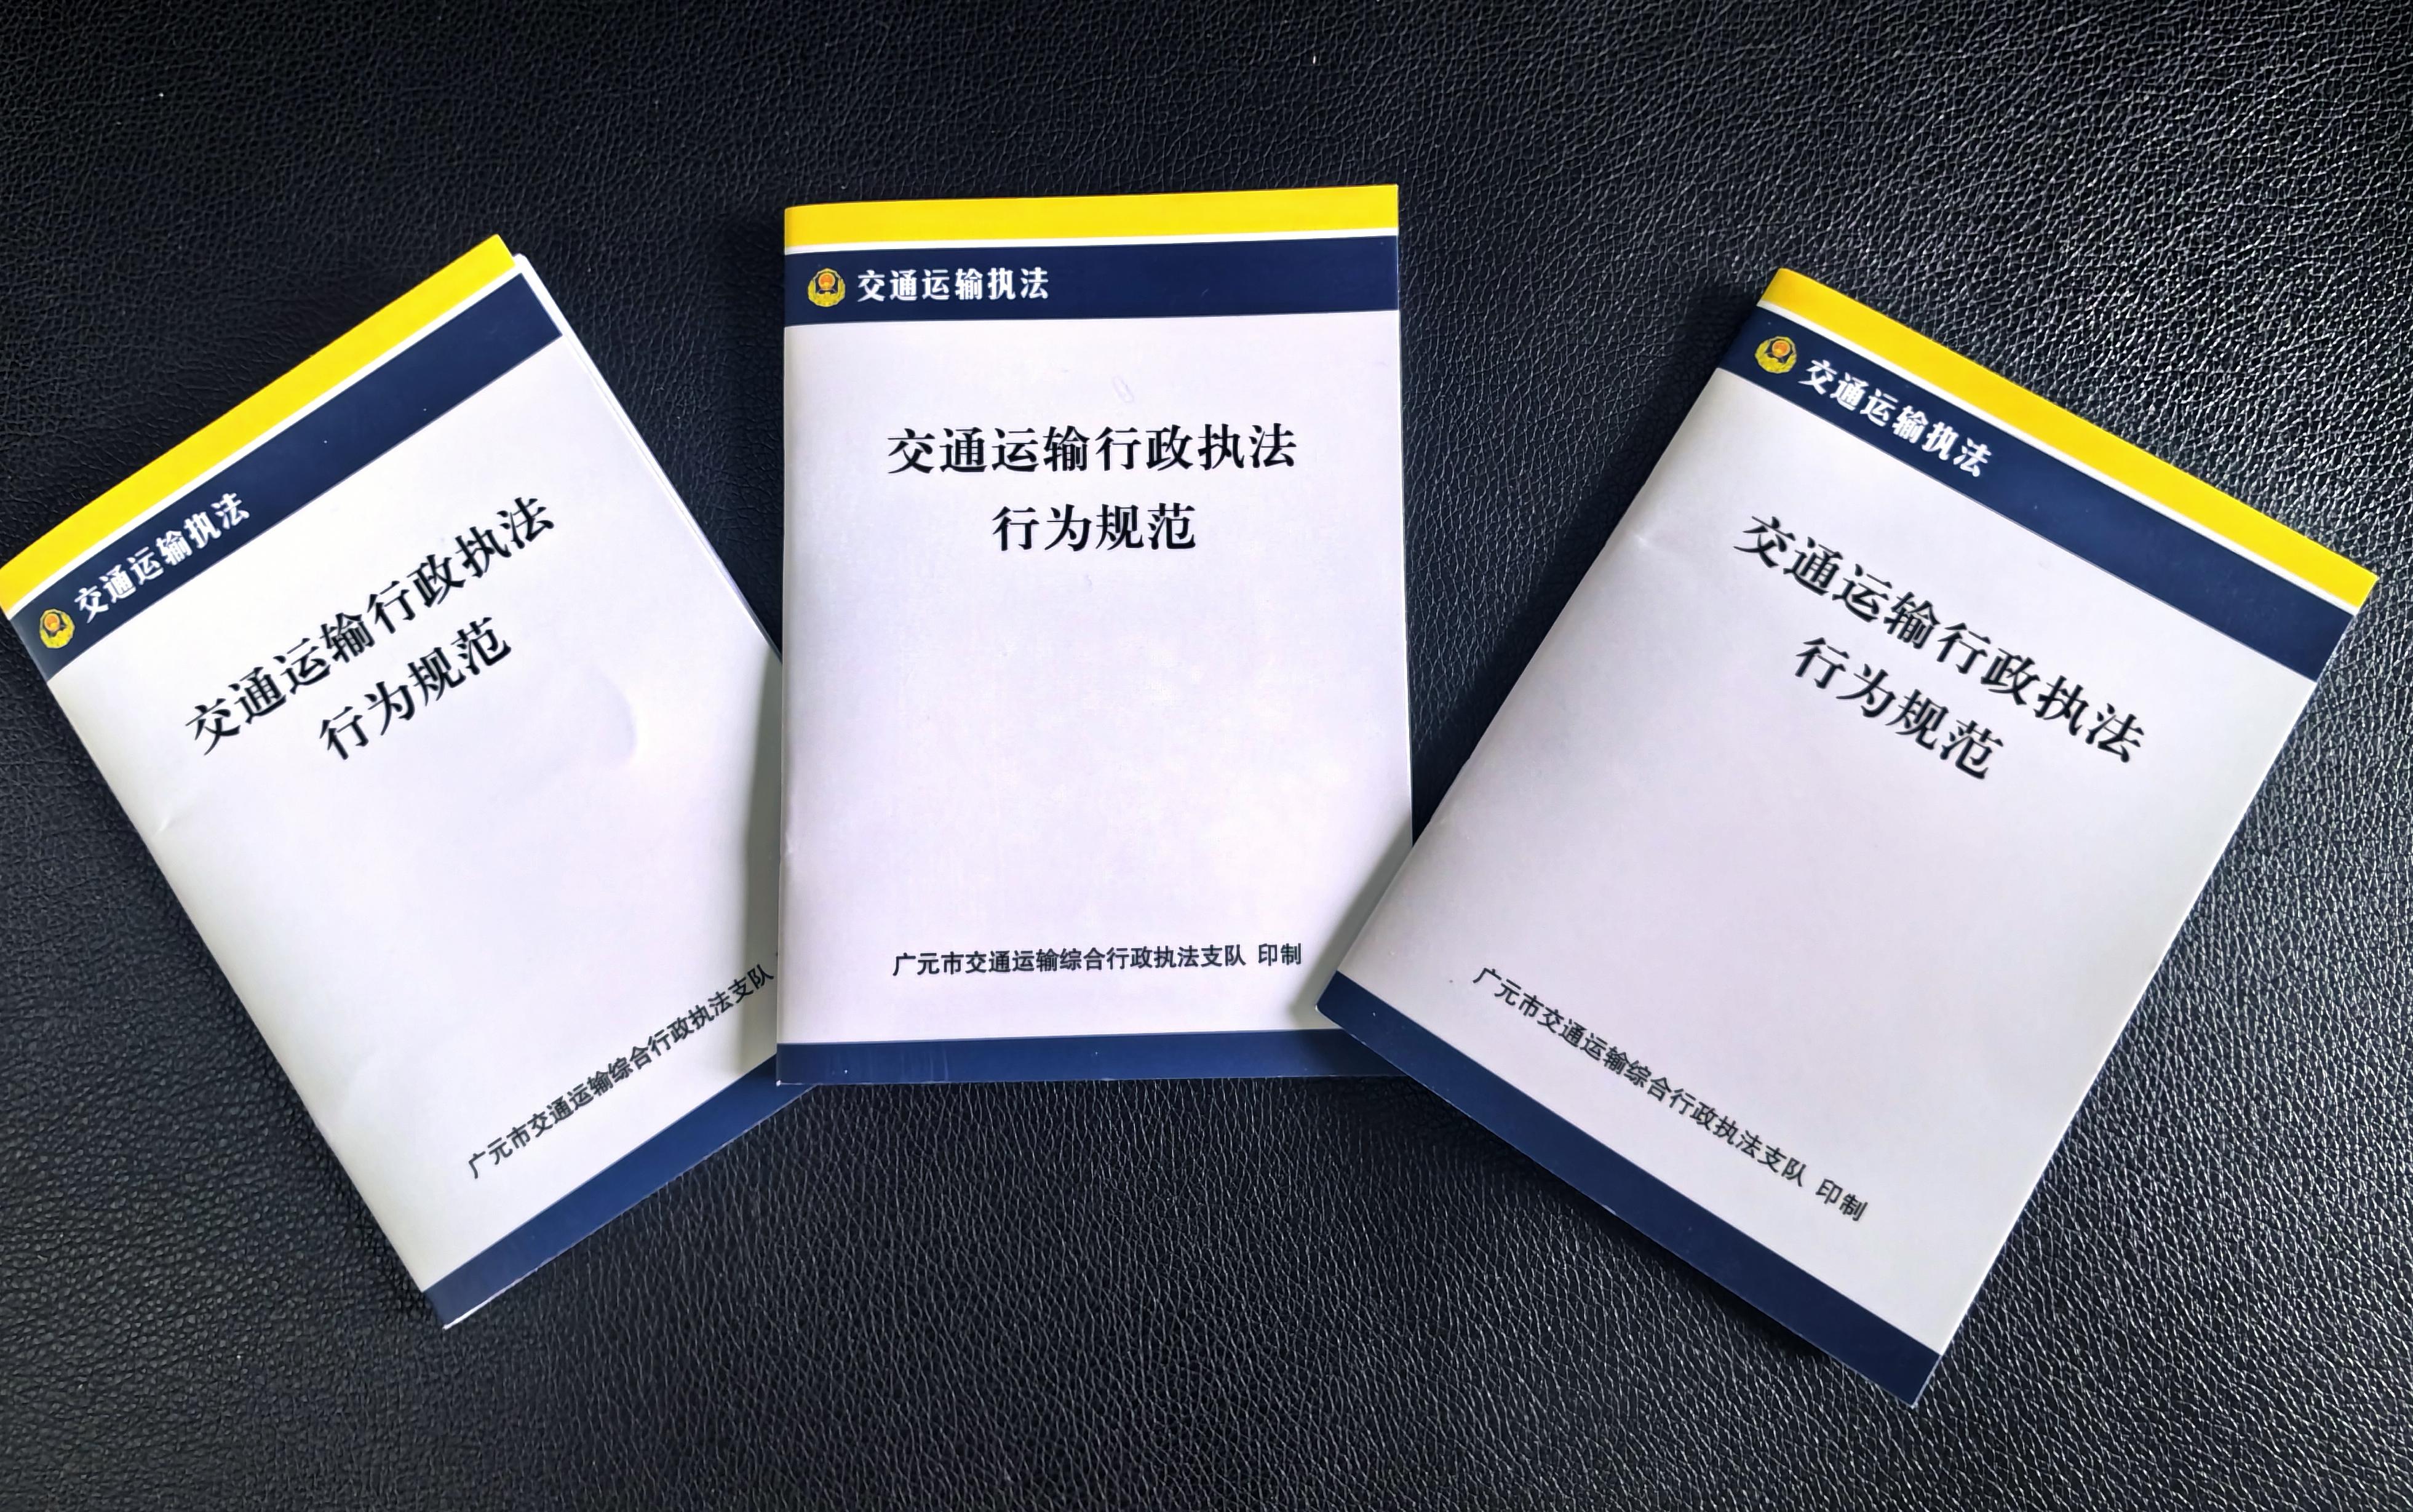 交通运输执法
交通运输行政执法
行为规范
广元市交通运输综合行政执法支队
交通运输执法
交通运输行政执法
行为规范
广元市交通运输综合行政执法支队 印制
交通运输执法
交通运输行政执法
行为规范
广元市交通运输综合行政执法支队 印制